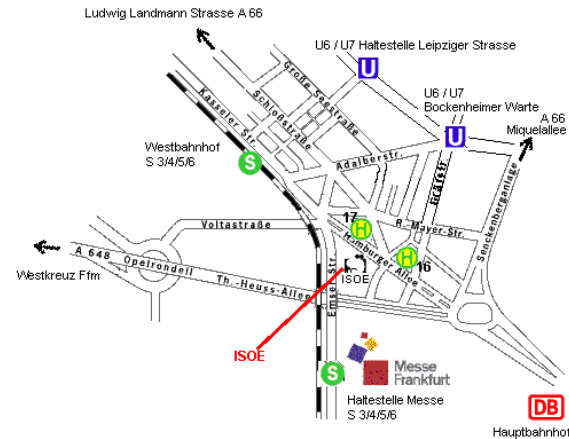 Ludwig Landmann Strasse A 66
U6 / U7 Haltestelle Leipziger Strasse
U
U6 / U7
Bockenheimer Warte
U
A 66
Miquelallee
Große Seestraße
Schloßstraße
Kasseler Str.
Westbahnhof
S 3/4/5/6
S
Adalberstr.
Gräfstr.
Senckenberganlage
Voltastraße
17
H
R.-Mayer-Str.
Hamburger Allee
H
16
A 648 Opelrondell
Th.-Heuss-Allee
Westkreuz Ffm
Emser Str.
ISOE
ISOE
S
Messe
Frankfurt
Haltestelle Messe
S 3/4/5/6
DB
Hauptbahnhof